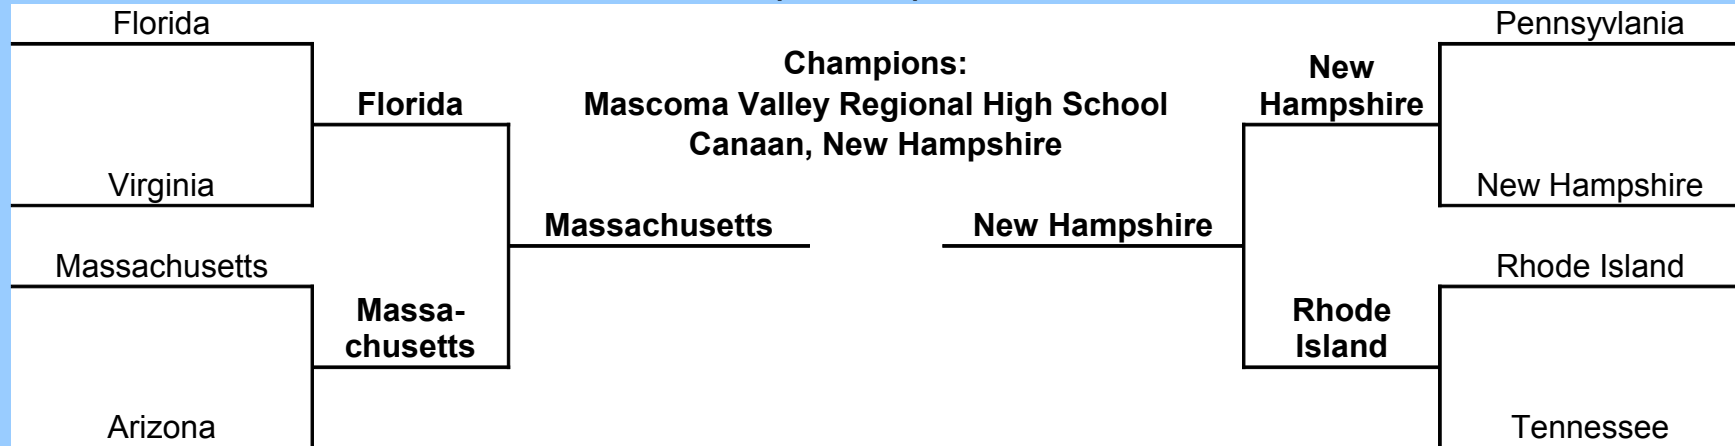 Florida
Pennsyvlania
Champions:
New
Florida
Mascoma Valley Regional High School
Hampshire
Canaan, New Hampshire
Virginia
New Hampshire
Massachusetts
New Hampshire
Massachusetts
Rhode Island
Massa-
chusetts
Rhode
Island
Arizona
Tennessee